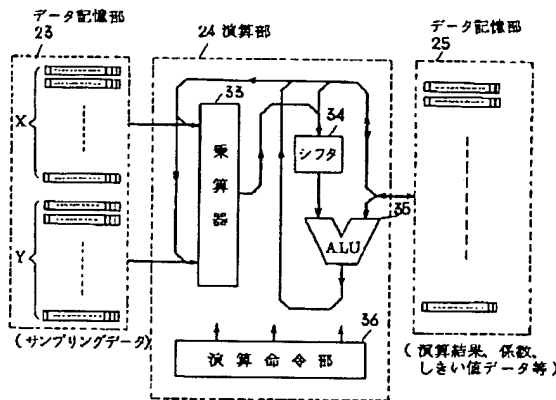 データ記憶部
23
24 演算部
データ記憶部
25
33
34
X
乗算器
シフタ
35
ALU
Y
36
演算命令部
(サンプリングデータ)
(演算結果、係数、
しきい値データ等)